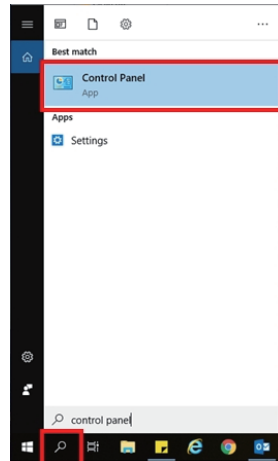 Best match
Control Panel
App
Apps
Settings
control panel